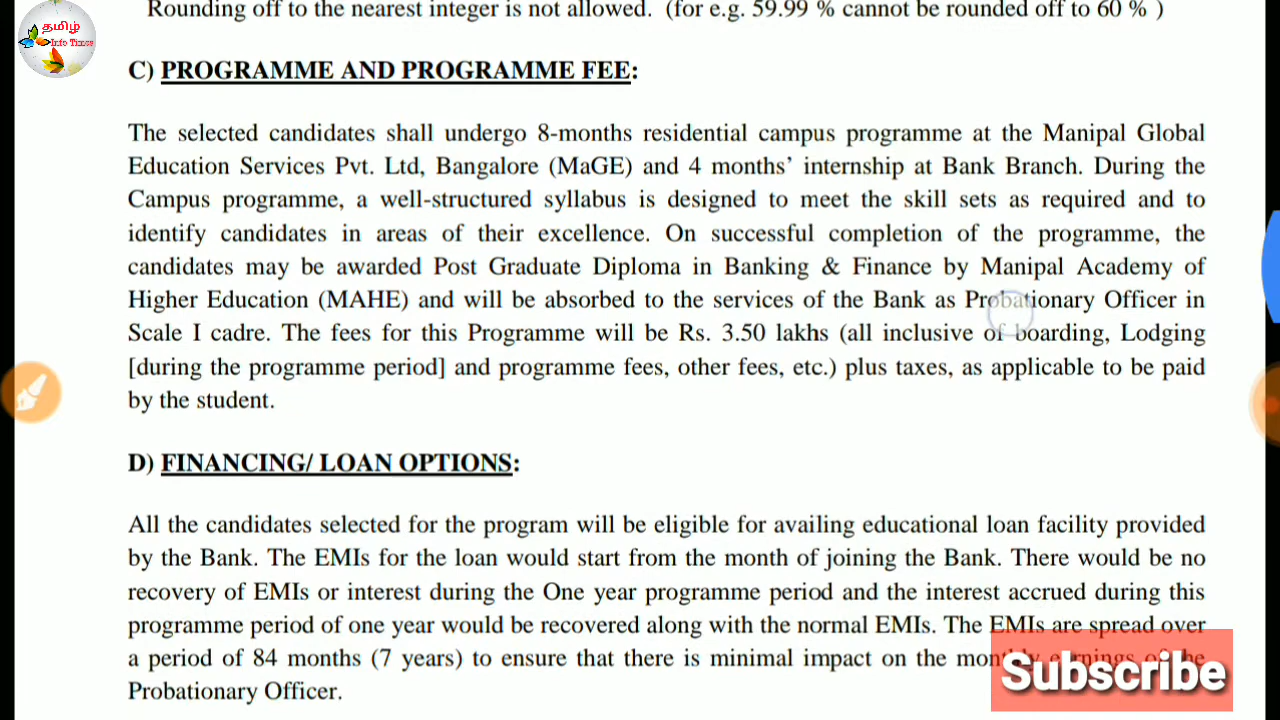 தமிழ்
Info Times
Rounding off to the nearest integer is not allowed. (for e.g. 59.99 % cannot be rounded off to 60 % )
C) PROGRAMME AND PROGRAMME FEE:
The selected candidates shall undergo 8-months residential campus programme at the Manipal Global
Education Services Pvt. Ltd, Bangalore (MaGE) and 4 months’ internship at Bank Branch. During the
Campus programme, a well-structured syllabus is designed to meet the skill sets as required and to
identify candidates in areas of their excellence. On successful completion of the programme, the
candidates may be awarded Post Graduate Diploma in Banking & Finance by Manipal Academy of
Higher Education (MAHE) and will be absorbed to the services of the Bank as Probationary Officer in
Scale I cadre. The fees for this Programme will be Rs. 3.50 lakhs (all inclusive of boarding, Lodging
[during the programme period] and programme fees, other fees, etc.) plus taxes, as applicable to be paid
by the student.
D) FINANCING/ LOAN OPTIONS:
All the candidates selected for the program will be eligible for availing educational loan facility provided
by the Bank. The EMIs for the loan would start from the month of joining the Bank. There would be no
recovery of EMIs or interest during the One year programme period and the interest accrued during this
programme period of one year would be recovered along with the normal EMIs. The EMIs are spread over
a period of 84 months (7 years) to ensure that there is minimal impact on the monthly earnings of the
Probationary Officer.
Subscribe